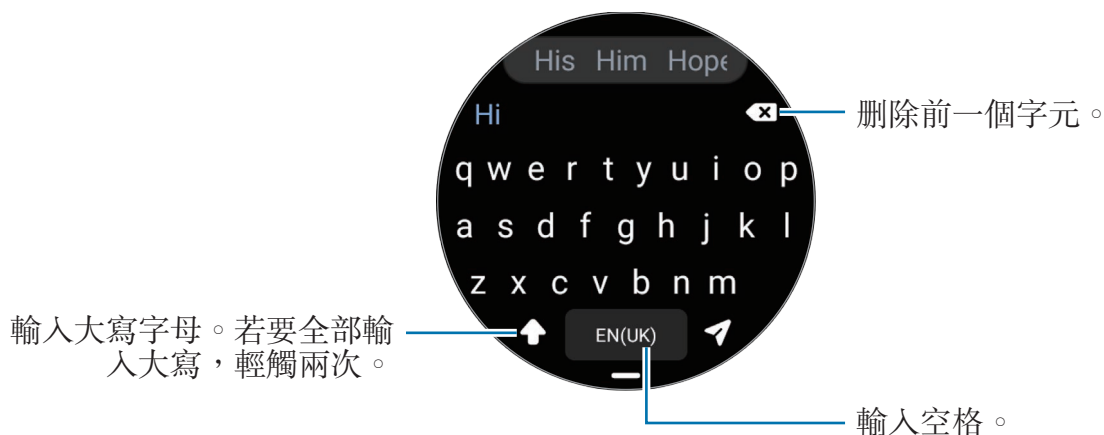 His Him Hope
Hi
刪除前一個字元。
q w e r t y u i o p
a s d f g h j k l
z x c v b n m
輸入大寫字母。若要全部輸
入大寫，輕觸兩次。
EN(UK)
輸入空格。